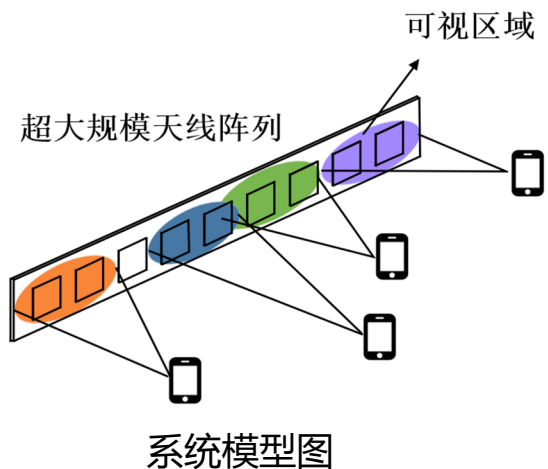 可视区域
超大规模天线阵列
系统模型图